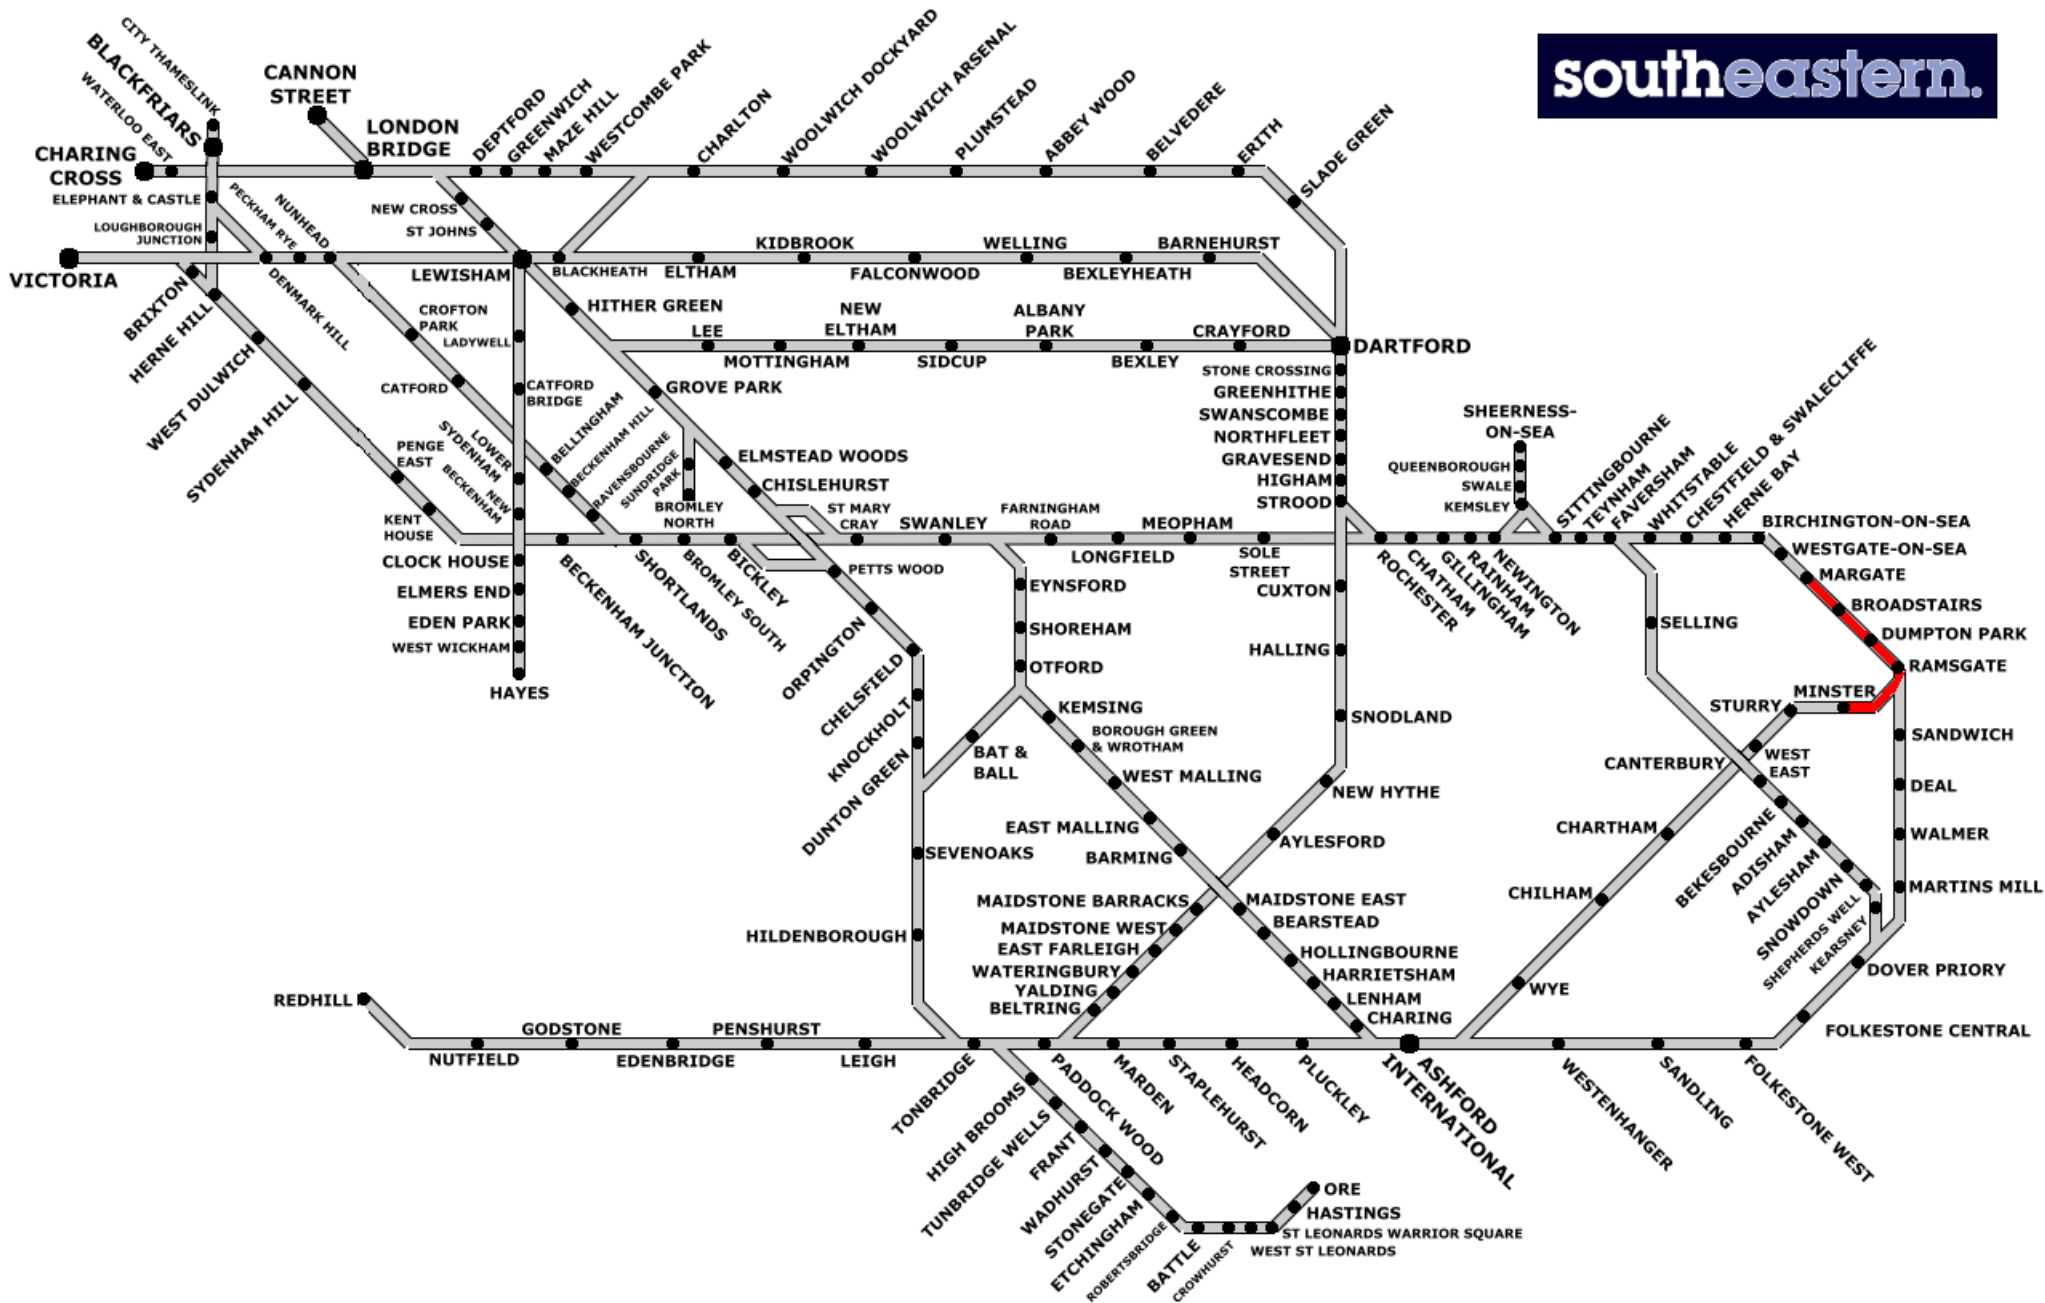 southeastern.
CITY THAMESLINK
BLACKFRIARS
WATERLOO EAST
CANNON
STREET
CHARING
CROSS
LONDON
BRIDGE
DEPTFORD
GREENWICH
MAZE HILL
WESTCOMBE PARK
CHARLTON
WOOLWICH DOCKYARD
WOOLWICH ARSENAL
PLUMSTEAD
ABBEY WOOD
BELVEDERE
ERITH
SLADE GREEN
ELEPHANT & CASTLE
LOUGHBOROUGH
JUNCTION
PECKHAM RYE
NUNHEAD
NEW CROSS
ST JOHNS
VICTORIA
BRIXTON
HERNE HILL
DENMARK HILL
LEWISHAM
BLACKHEATH
ELTHAM
KIDBROOK
FALCONWOOD
WELLING
BEXLEYHEATH
BARNEHURST
WEST DULWICH
SYDENHAM HILL
CROFTON
PARK
LADYWELL
HITHER GREEN
LEE
MOTTINGHAM
NEW
ELTHAM
SIDCUP
ALBANY
PARK
BEXLEY
CRAYFORD
DARTFORD
CATFORD
CATFORD
BRIDGE
GROVE PARK
STONE CROSSING
GREENHITHE
SWANSCOMBE
NORTHFLEET
GRAVESEND
HIGHAM
STROOD
PENGE
EAST
KENT
HOUSE
LOWER
SYDENHAM
NEW
BECKENHAM
BELLINGHAM
BECKENHAM HILL
RAVENSBOURNE
SUNDRIDGE
PARK
BROMLEY
NORTH
ELMSTEAD WOODS
CHISLEHURST
ST MARY
CRAY
SWANLEY
FARNINGHAM
ROAD
LONGFIELD
MEOPHAM
SOLE
STREET
SHEERNESS-
ON-SEA
QUEENBOROUGH
SWALE
KEMSLEY
SITTINGBOURNE
TEYNHAM
FAVERSHAM
WHITSTABLE
CHESTFIELD & SWALECLIFFE
HERNE BAY
BIRCHINGTON-ON-SEA
WESTGATE-ON-SEA
MARGATE
BROADSTAIRS
DUMPTON PARK
RAMSGATE
CLOCK HOUSE
ELMERS END
EDEN PARK
WEST WICKHAM
HAYES
BECKENHAM JUNCTION
SHORTLANDS
BROMLY SOUTH
BICKLEY
PETTS WOOD
ORPINGTON
CHELSFIELD
KNOCKHOLT
DUNTON GREEN
EYNSFORD
SHOREHAM
OTFORD
CUXTON
HALLING
SNODLAND
NEW HYTHE
AYLESFORD
ROCHESTER
CHATHAM
GILLINGHAM
RAINHAM
NEWINGTON
SELLING
MINSTER
STURRY
CANTERBURY
WEST
EAST
SANDWICH
DEAL
WALMER
MARTINS MILL
KEMSING
BOROUGH GREEN
& WROTHAM
WEST MALLING
EAST MALLING
BARMING
BAT &
BALL
SEVENOAKS
HILDENBOROUGH
MAIDSTONE BARRACKS
MAIDSTONE WEST
EAST FARLEIGH
WATERINGBURY
YALDING
BELTRING
MAIDSTONE EAST
BEARSTEAD
HOLLINGBOURNE
HARRIETSHAM
LENHAM
CHARING
CHARTHAM
CHILHAM
WYE
BEKESBOURNE
ADISHAM
AYLESHAM
SNOWDOWN
SHEPHERDS WELL
KEARSNEY
DOVER PRIORY
FOLKESTONE CENTRAL
REDHILL
NUTFIELD
GODSTONE
EDENBRIDGE
PENSHURST
LEIGH
TONBRIDGE
PADDOCK WOOD
MARDEN
STAPLEHURST
HEADCORN
PLUCKLEY
ASHFORD
INTERNATIONAL
WESTENHANGER
SANDLING
FOLKESTONE WEST
HIGH BROOMS
TUNBRIDGE WELLS
FRANT
WADHURST
STONEGATE
ETCHINGHAM
ROBERTSBRIDGE
BATTLE
CROWHURST
WEST ST LEONARDS
ST LEONARDS WARRIOR SQUARE
HASTINGS
ORE